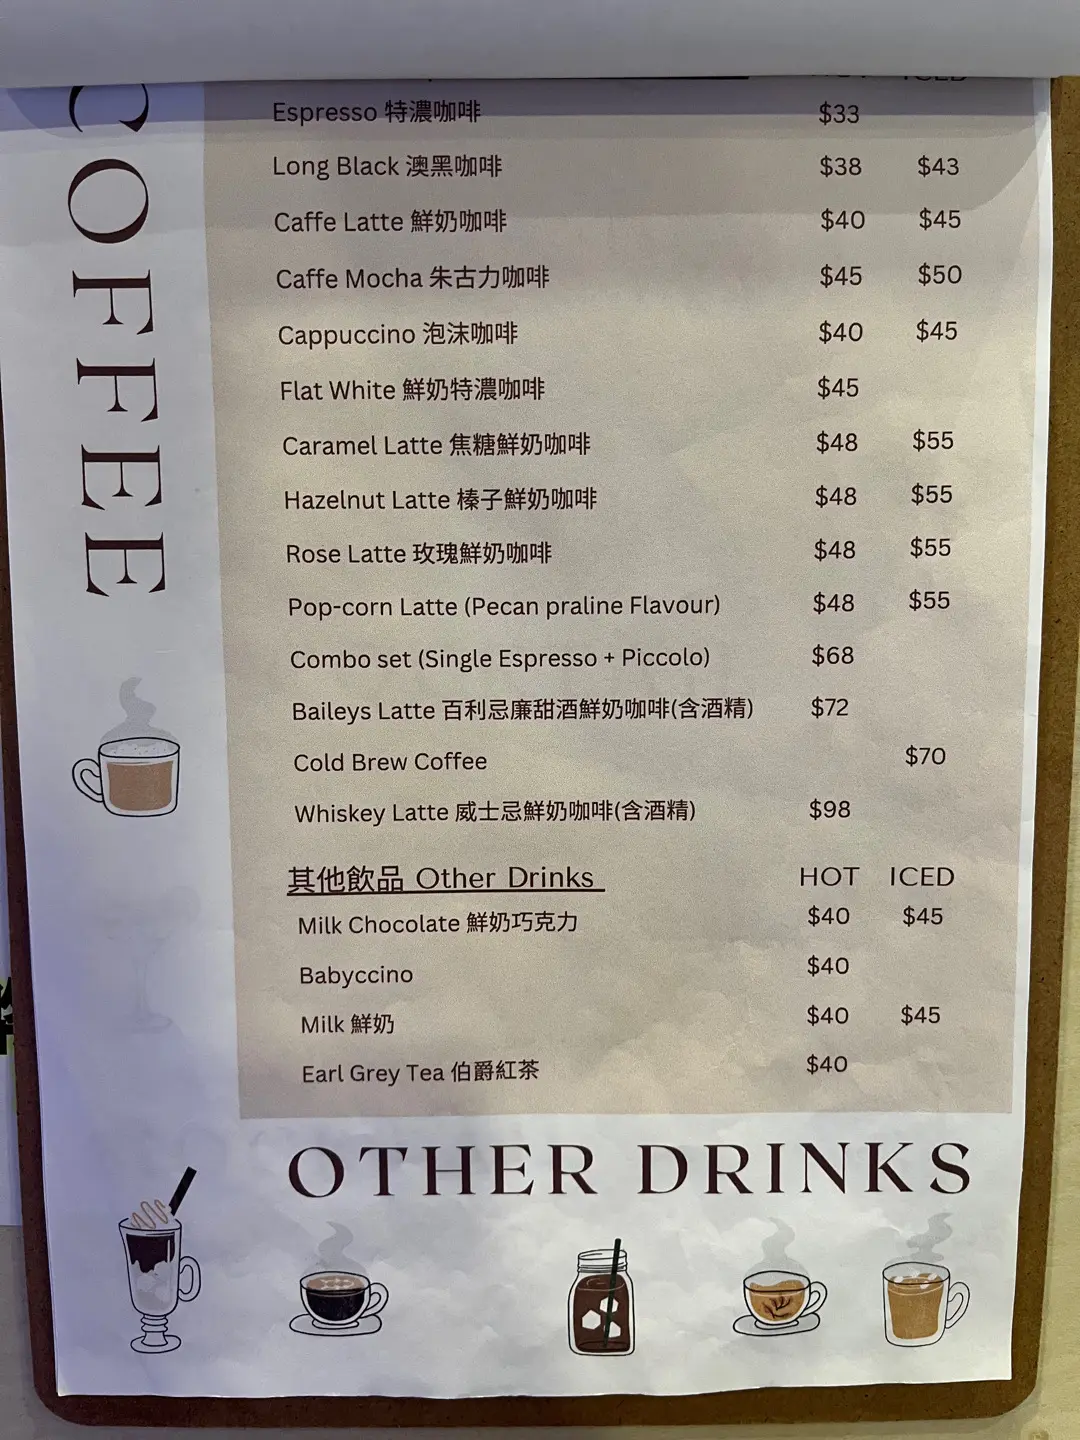 COFFEE
HOT ICED
Espresso 特濃咖啡 $33
Long Black 澳黑咖啡 $38 $43
Caffe Latte 鮮奶咖啡 $40 $45
Caffe Mocha 朱古力咖啡 $45 $50
Cappuccino 泡沫咖啡 $40 $45
Flat White 鮮奶特濃咖啡 $45
Caramel Latte 焦糖鮮奶咖啡 $48 $55
Hazelnut Latte 榛子鮮奶咖啡 $48 $55
Rose Latte 玫瑰鮮奶咖啡 $48 $55
Pop-corn Latte (Pecan praline Flavour) $48 $55
Combo set (Single Espresso + Piccolo) $68
Baileys Latte 百利忌廉甜酒鮮奶咖啡(含酒精) $72
Cold Brew Coffee $70
Whiskey Latte 威士忌鮮奶咖啡(含酒精) $98
其他飲品 Other Drinks HOT ICED
Milk Chocolate 鮮奶巧克力 $40 $45
Babyccino $40
Milk 鮮奶 $40 $45
Earl Grey Tea 伯爵紅茶 $40
OTHER DRINKS